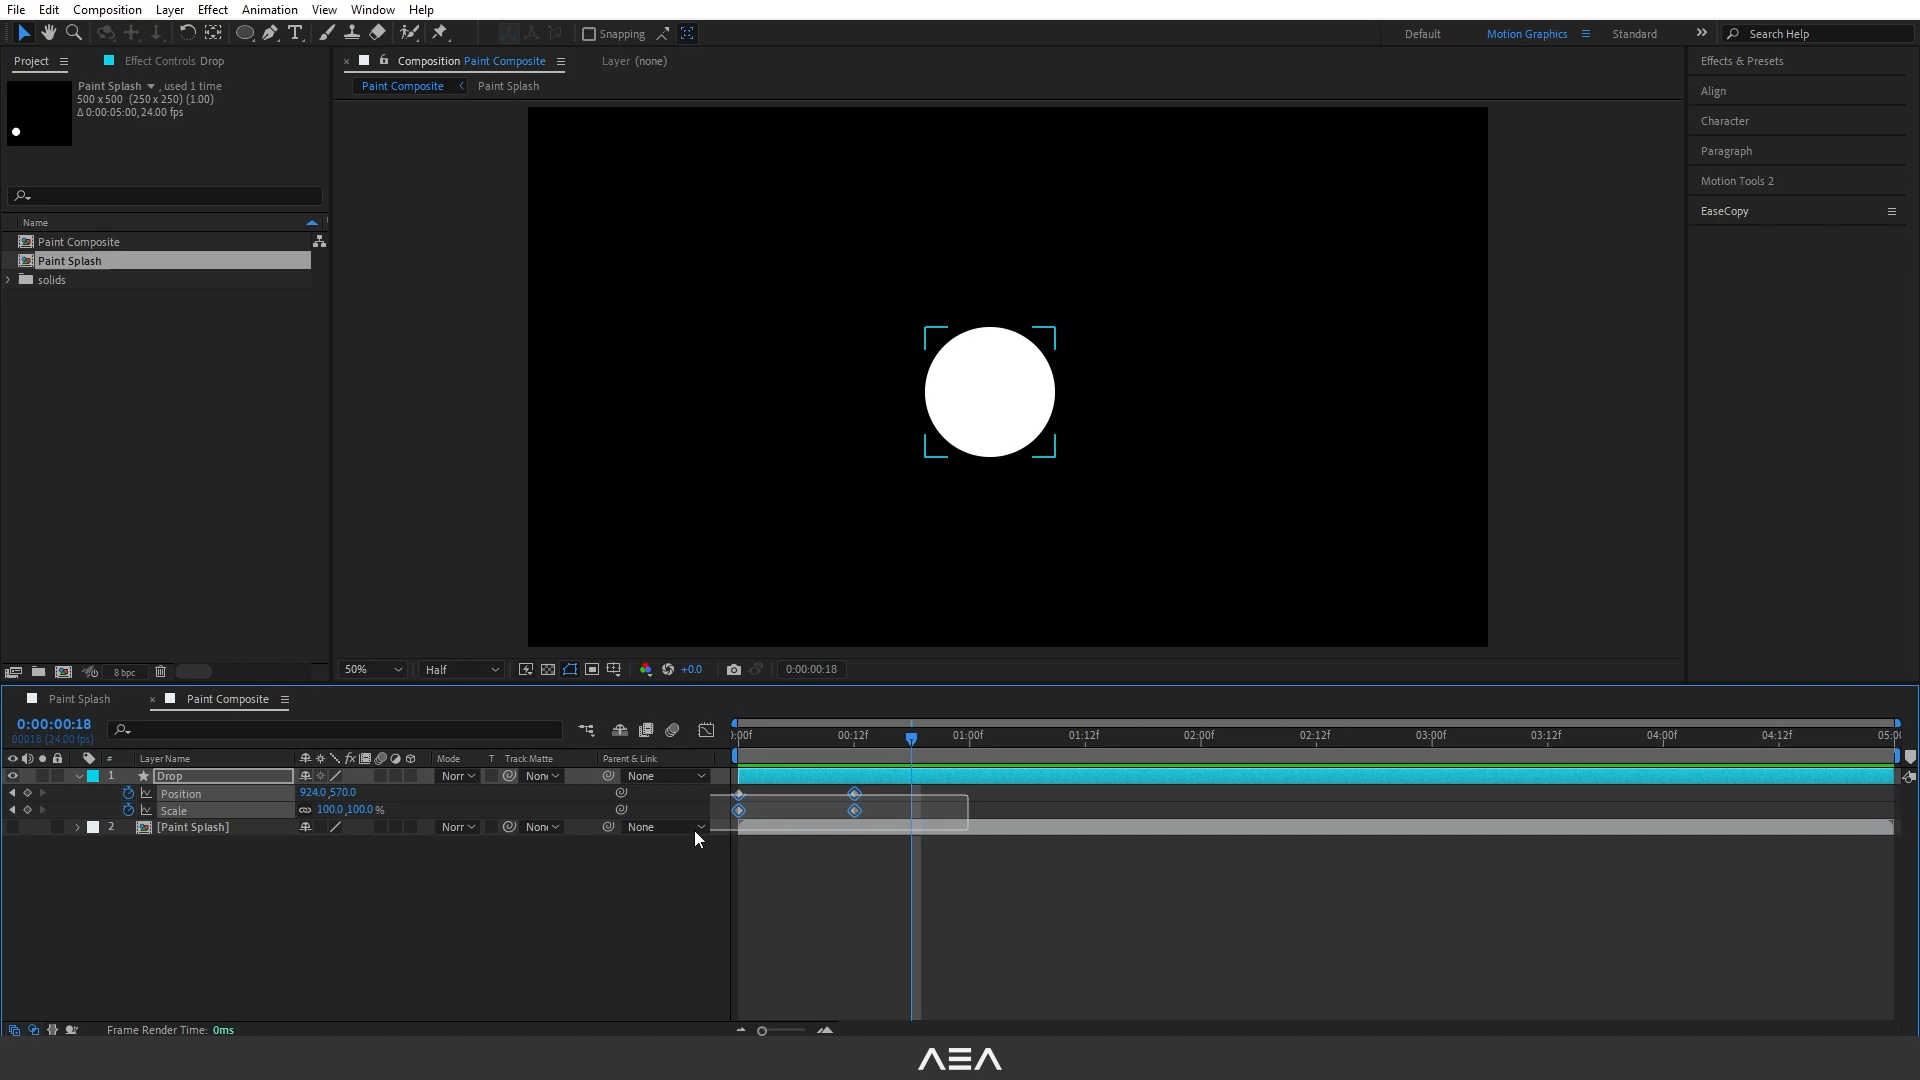 File Edit Composition Layer Effect Animation View Window Help
Snapping
Default Motion Graphics Standard Search Help
Project Effect Controls Drop
Composition Paint Composite Layer (none)
Paint Composite Paint Splash
Paint Splash , used 1 time
500 x 500 (250 x 250) (1.00)
Δ 0:00:05:00, 24.00 fps
Name
Paint Composite
Paint Splash
solids
Effects & Presets
Align
Character
Paragraph
Motion Tools 2
EaseCopy
8 bpc
50% Half +0.0 0:00:00:18
Paint Splash Paint Composite
0:00:00:18
00018 (24.00 fps)
:00f 00:12f 01:00f 01:12f 02:00f 02:12f 03:00f 03:12f 04:00f 04:12f 05:00
# Layer Name fx Mode T Track Matte Parent & Link
1 Drop Norr Non None
Position 924.0,570.0
Scale 100.0,100.0%
2 [Paint Splash] Norr Non None
Frame Render Time: 0ms
AEA